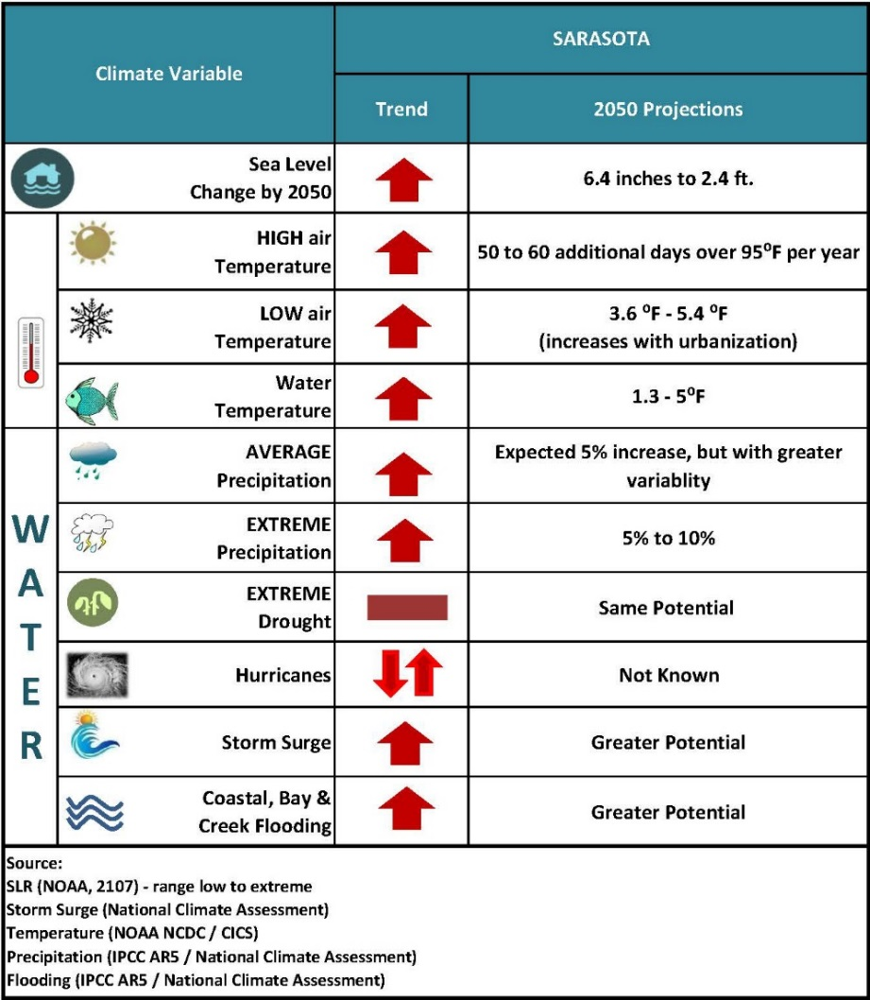 Climate Variable
SARASOTA
Trend
2050 Projections
Sea Level
Change by 2050
6.4 inches to 2.4 ft.
HIGH air
Temperature
50 to 60 additional days over 95⁰F per year
LOW air
Temperature
3.6 ⁰F - 5.4 ⁰F
(increases with urbanization)
Water
Temperature
1.3 - 5⁰F
WATER
AVERAGE
Precipitation
Expected 5% increase, but with greater
variablity
EXTREME
Precipitation
5% to 10%
EXTREME
Drought
Same Potential
Hurricanes
Not Known
Storm Surge
Greater Potential
Coastal, Bay &
Creek Flooding
Greater Potential
Source:
SLR (NOAA, 2107) - range low to extreme
Storm Surge (National Climate Assessment)
Temperature (NOAA NCDC / CICS)
Precipitation (IPCC AR5 / National Climate Assessment)
Flooding (IPCC AR5 / National Climate Assessment)